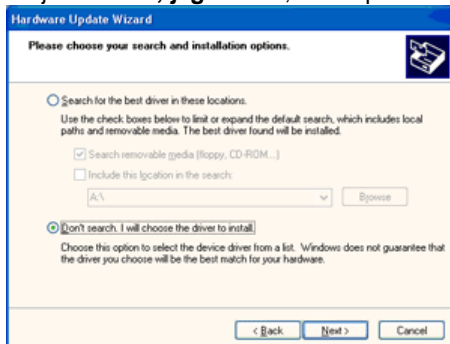 Hardware Update Wizard
Please choose your search and installation options.
Search for the best driver in these locations.
Use the check boxes below to limit or expand the default search, which includes local
paths and removable media. The best driver found will be installed.
Search removable media (floppy, CD-ROM...)
Include this location in the search:
A:\
Browse
Don't search. I will choose the driver to install.
Choose this option to select the device driver from a list. Windows does not guarantee that
the driver you choose will be the best match for your hardware.
< Back Next > Cancel